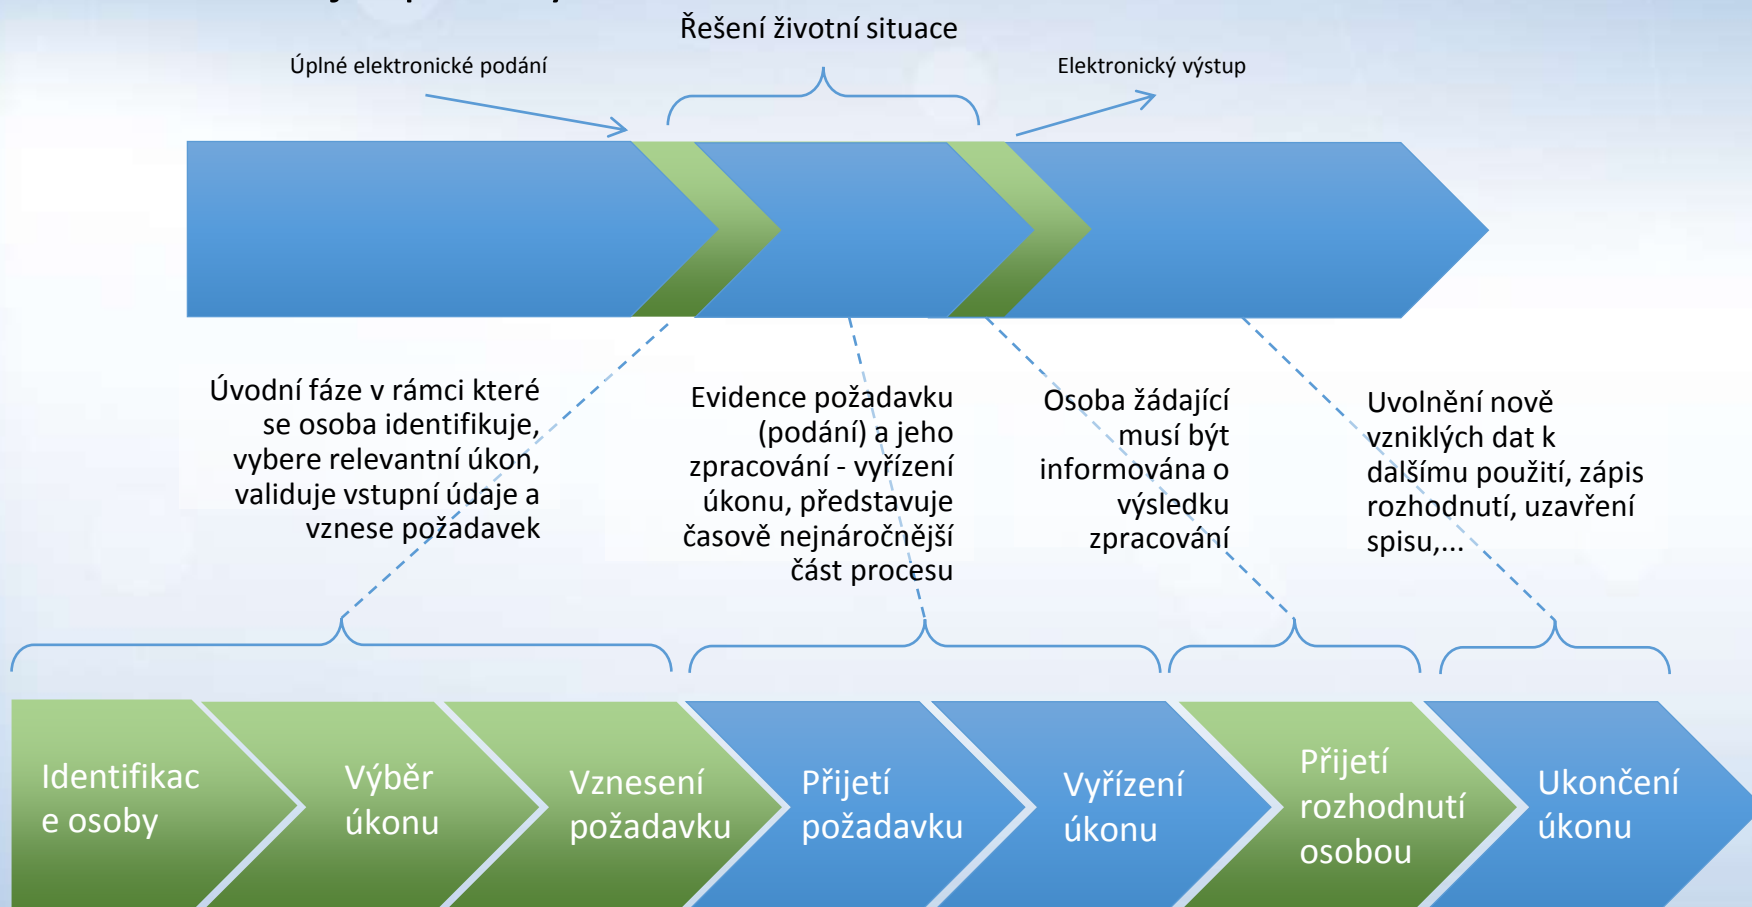 Řešení životní situace
Úplné elektronické podání
Elektronický výstup
Úvodní fáze v rámci které
se osoba identifikuje,
vybere relevantní úkon,
validuje vstupní údaje a
vznese požadavek
Evidence požadavku
(podání) a jeho
zpracování - vyřízení
úkonu, představuje
časově nejnáročnější
část procesu
Osoba žádající
musí být
informována o
výsledku
zpracování
Uvolnění nově
vzniklých dat k
dalšímu použití, zápis
rozhodnutí, uzavření
spisu,...
Identifikac
e osoby
Výběr
úkonu
Vznesení
požadavku
Přijetí
požadavku
Vyřízení
úkonu
Přijetí
rozhodnutí
osobou
Ukončení
úkonu